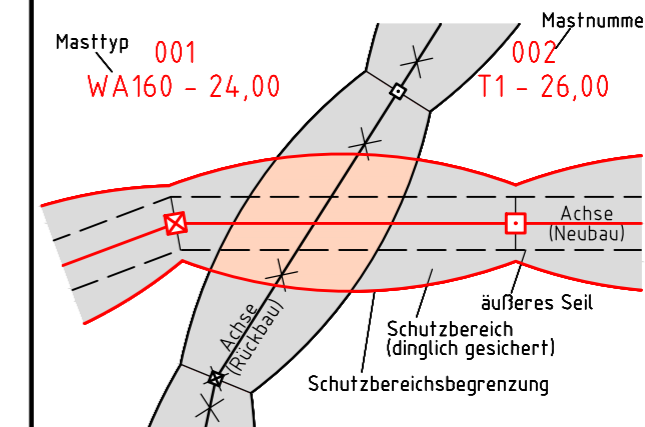 Mastnumme
Masttyp
001
002
WA160 – 24,00
T1 – 26,00
Achse
(Neubau)
äußeres Seil
Achse
(Rückbau)
Schutzbereich
(dinglich gesichert)
Schutzbereichsbegrenzung